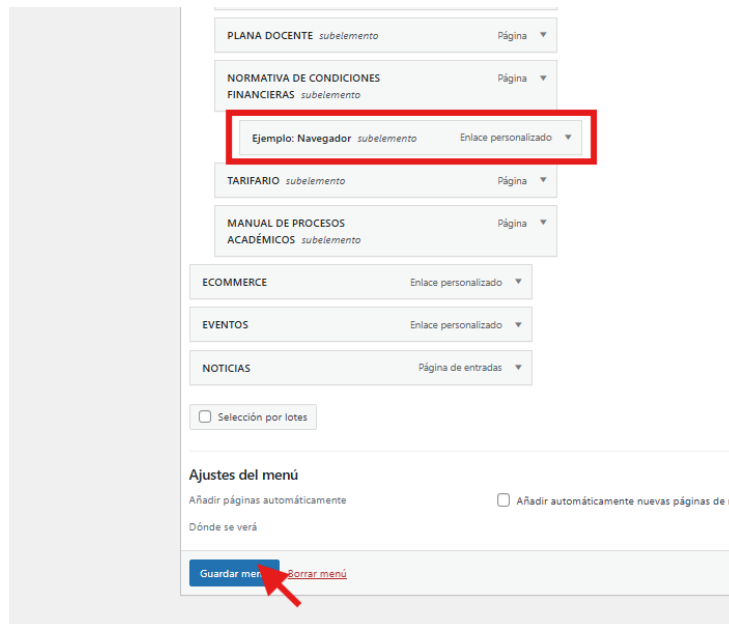 PLANA DOCENTE subelemento Página
NORMATIVA DE CONDICIONES Página
FINANCIERAS subelemento
Ejemplo: Navegador subelemento Enlace personalizado
TARIFARIO subelemento Página
MANUAL DE PROCESOS Página
ACADÉMICOS subelemento
ECOMMERCE Enlace personalizado
EVENTOS Enlace personalizado
NOTICIAS Página de entradas
Selección por lotes
Ajustes del menú
Añadir páginas automáticamente Añadir automáticamente nuevas páginas de
Dónde se verá
Guardar Borrar menú